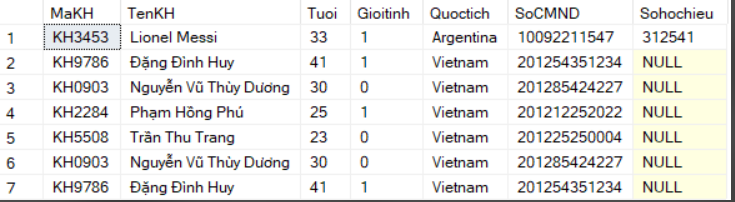 MaKH TenKH Tuoi Gioitinh Quoctich SoCMND Sohochieu
1 KH3453 Lionel Messi 33 1 Argentina 10092211547 312541
2 KH9786 Đặng Đình Huy 41 1 Vietnam 201254351234 NULL
3 KH0903 Nguyễn Vũ Thùy Dương 30 0 Vietnam 201285424227 NULL
4 KH2284 Phạm Hồng Phú 25 1 Vietnam 201212252022 NULL
5 KH5508 Trần Thu Trang 23 0 Vietnam 201225250004 NULL
6 KH0903 Nguyễn Vũ Thùy Dương 30 0 Vietnam 201285424227 NULL
7 KH9786 Đặng Đình Huy 41 1 Vietnam 201254351234 NULL